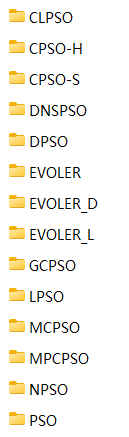 CLPSO
CPSO-H
CPSO-S
DNSPSO
DPSO
EVOLER
EVOLER_D
EVOLER_L
GCPSO
LPSO
MCPSO
MPCPSO
NPSO
PSO